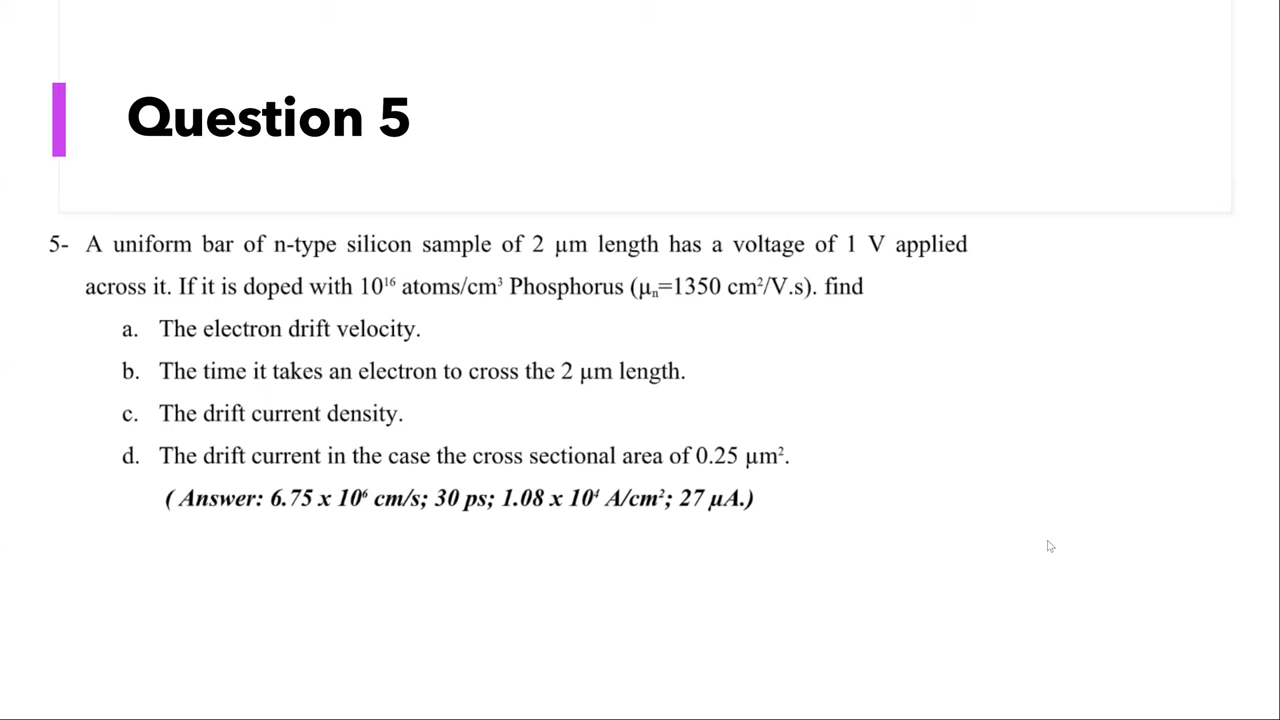 Question 5
5- A uniform bar of n-type silicon sample of 2 µm length has a voltage of 1 V applied
across it. If it is doped with 10¹⁶ atoms/cm³ Phosphorus (µₙ=1350 cm²/V.s). find
a. The electron drift velocity.
b. The time it takes an electron to cross the 2 µm length.
c. The drift current density.
d. The drift current in the case the cross sectional area of 0.25 µm².
( Answer: 6.75 x 10⁶ cm/s; 30 ps; 1.08 x 10⁴ A/cm²; 27 µA.)